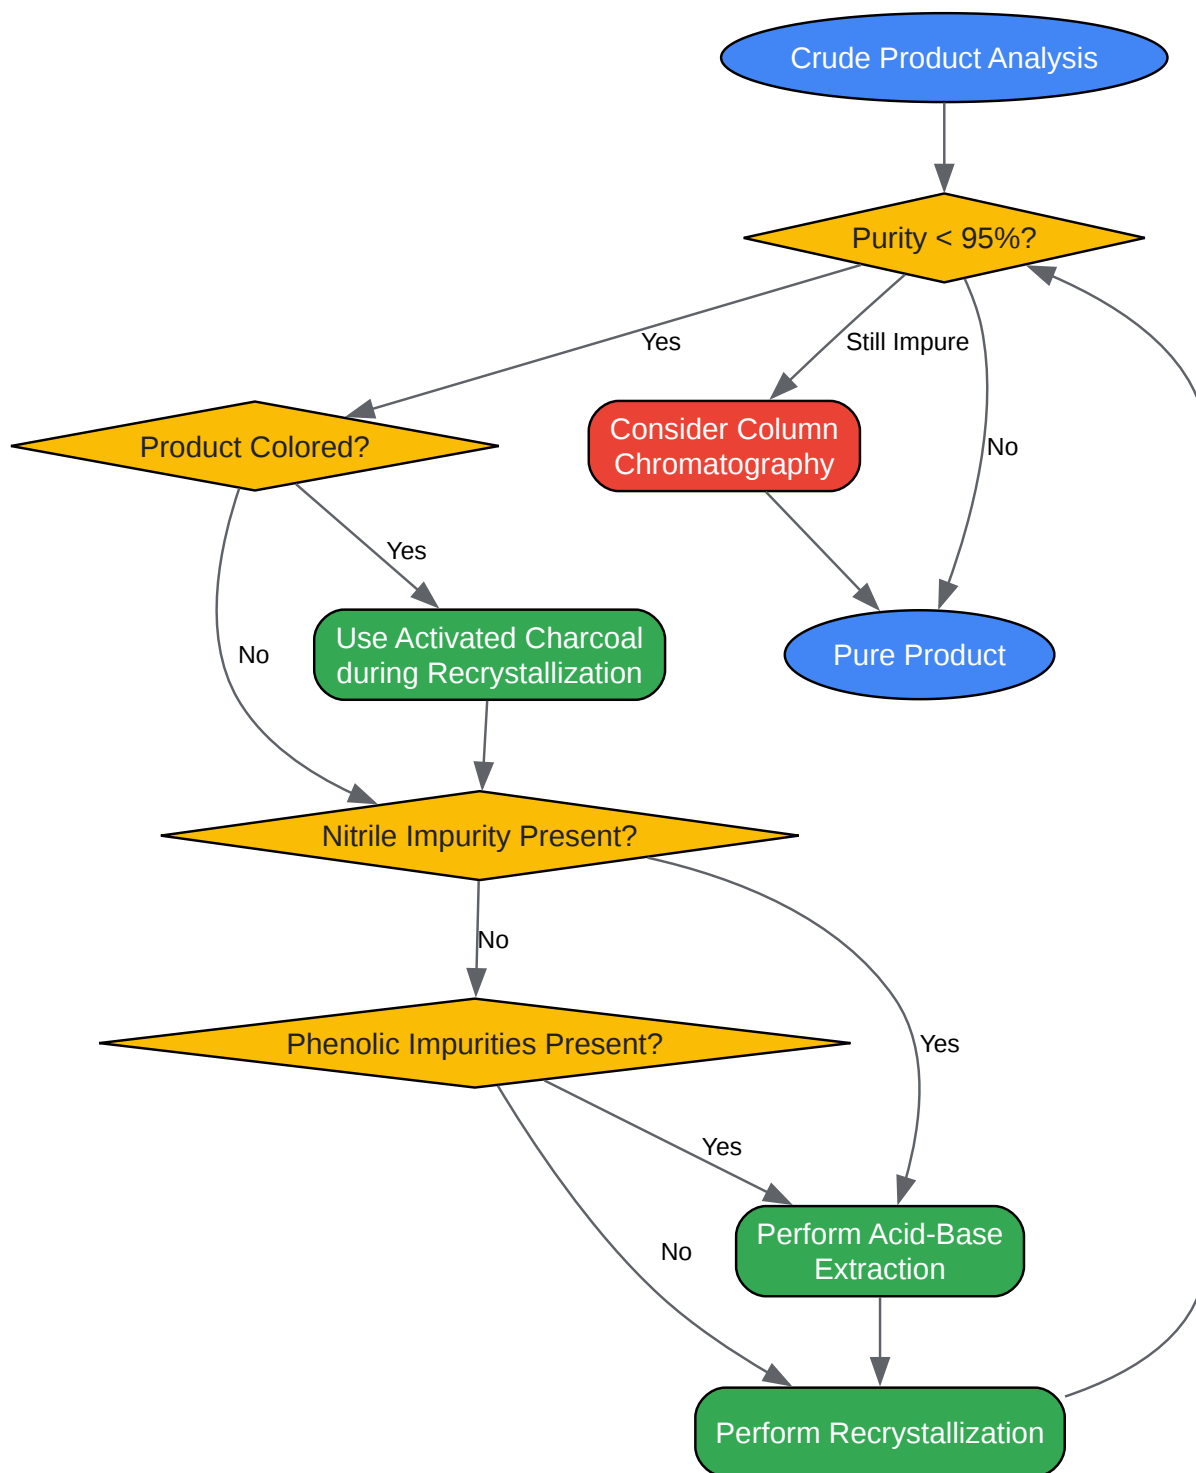 Crude Product Analysis
Purity < 95%?
Yes
Still Impure
No
Product Colored?
Consider Column
Chromatography
Yes
No
Use Activated Charcoal
during Recrystallization
Pure Product
Nitrile Impurity Present?
No
Yes
Phenolic Impurities Present?
Yes
No
Perform Acid-Base
Extraction
Perform Recrystallization